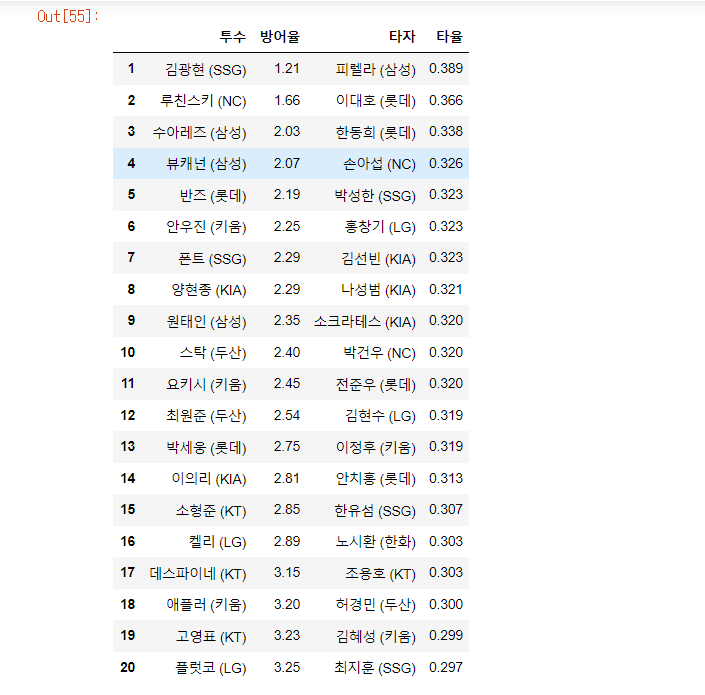 Out[55]:
투수 방어율 타자 타율
1 김광현 (SSG) 1.21 피렐라 (삼성) 0.389
2 루친스키 (NC) 1.66 이대호 (롯데) 0.366
3 수아레즈 (삼성) 2.03 한동희 (롯데) 0.338
4 뷰캐넌 (삼성) 2.07 손아섭 (NC) 0.326
5 반즈 (롯데) 2.19 박성한 (SSG) 0.323
6 안우진 (키움) 2.25 홍창기 (LG) 0.323
7 폰트 (SSG) 2.29 김선빈 (KIA) 0.323
8 양현종 (KIA) 2.29 나성범 (KIA) 0.321
9 원태인 (삼성) 2.35 소크라테스 (KIA) 0.320
10 스탁 (두산) 2.40 박건우 (NC) 0.320
11 요키시 (키움) 2.45 전준우 (롯데) 0.320
12 최원준 (두산) 2.54 김현수 (LG) 0.319
13 박세웅 (롯데) 2.75 이정후 (키움) 0.319
14 이의리 (KIA) 2.81 안치홍 (롯데) 0.313
15 소형준 (KT) 2.85 한유섬 (SSG) 0.307
16 켈리 (LG) 2.89 노시환 (한화) 0.303
17 데스파이네 (KT) 3.15 조용호 (KT) 0.303
18 애플러 (키움) 3.20 허경민 (두산) 0.300
19 고영표 (KT) 3.23 김혜성 (키움) 0.299
20 플럿코 (LG) 3.25 최지훈 (SSG) 0.297